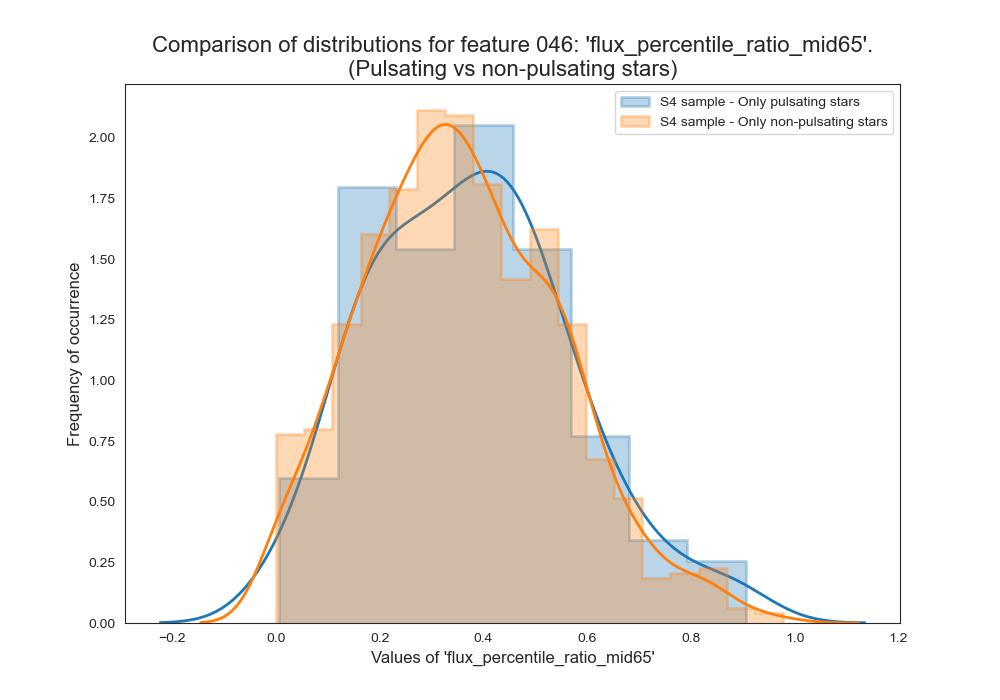 Comparison of distributions for feature 046: 'flux_percentile_ratio_mid65'.
(Pulsating vs non-pulsating stars)
S4 sample - Only pulsating stars
S4 sample - Only non-pulsating stars
Frequency of occurrence
2.00
1.75
1.50
1.25
1.00
0.75
0.50
0.25
0.00
−0.2
0.0
0.2
0.4
0.6
0.8
1.0
1.2
Values of 'flux_percentile_ratio_mid65'